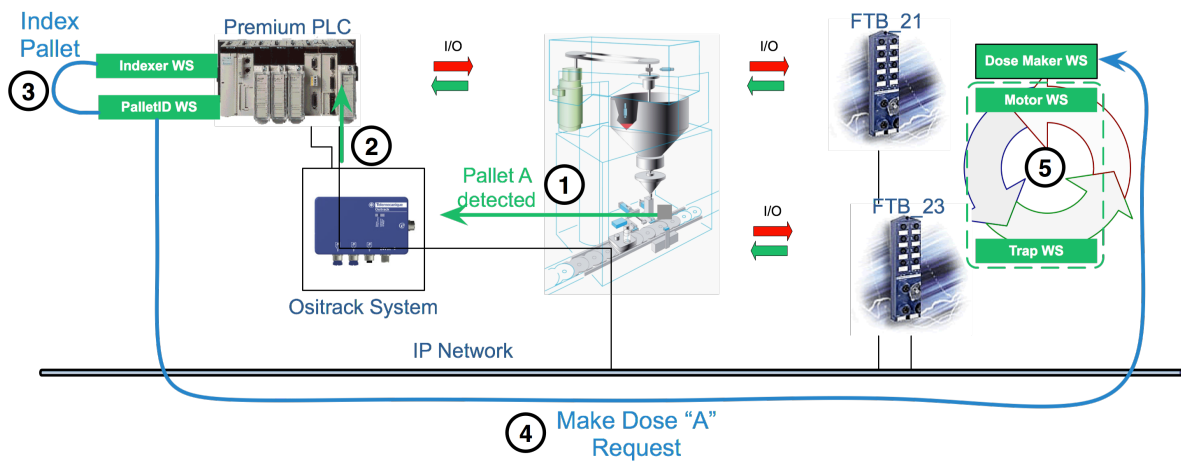 Index
Pallet
3
Indexer WS
PalletID WS
Premium PLC
I/O
2
Pallet A
detected
1
Telemecanique
Ositrack System
I/O
I/O
FTB_21
FTB_23
Dose Maker WS
Motor WS
5
Trap WS
IP Network
4
Make Dose “A”
Request